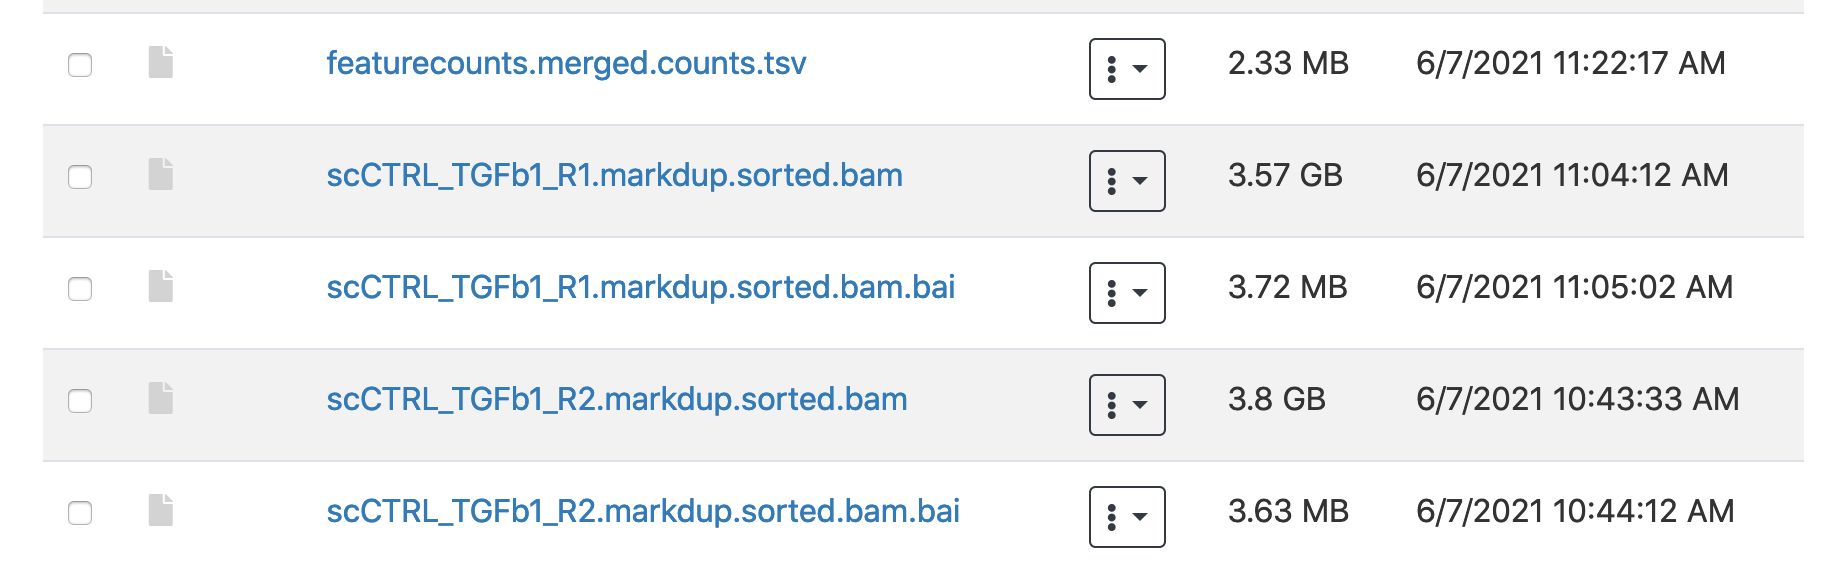 featurecounts.merged.counts.tsv 2.33 MB 6/7/2021 11:22:17 AM
scCTRL_TGFb1_R1.markdup.sorted.bam 3.57 GB 6/7/2021 11:04:12 AM
scCTRL_TGFb1_R1.markdup.sorted.bam.bai 3.72 MB 6/7/2021 11:05:02 AM
scCTRL_TGFb1_R2.markdup.sorted.bam 3.8 GB 6/7/2021 10:43:33 AM
scCTRL_TGFb1_R2.markdup.sorted.bam.bai 3.63 MB 6/7/2021 10:44:12 AM